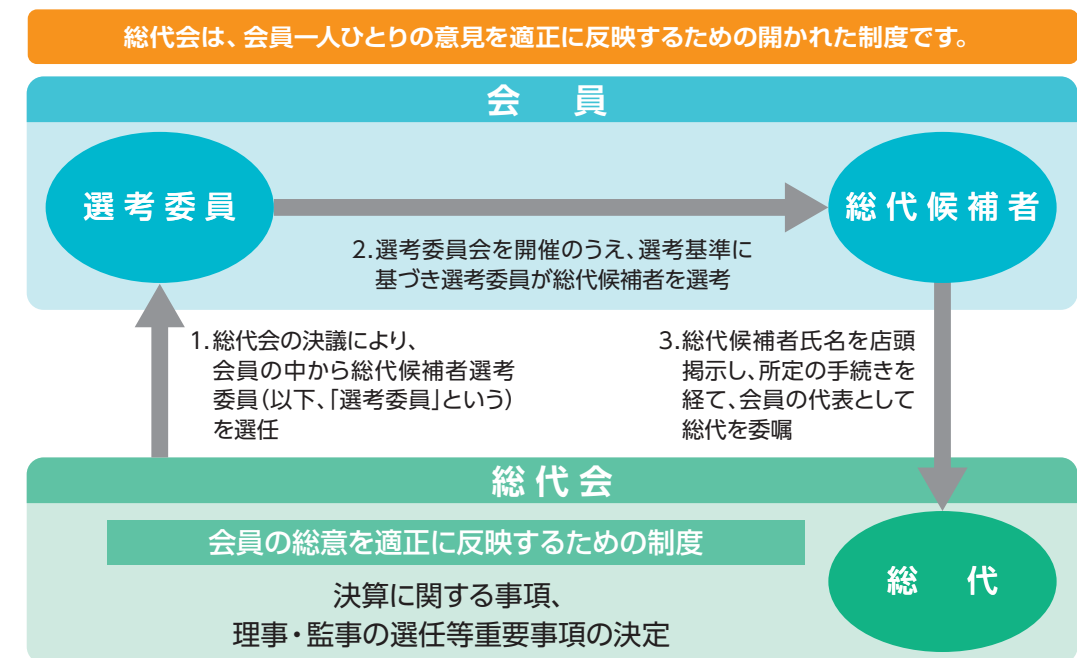 総代会は、会員一人ひとりの意見を適正に反映するための開かれた制度です。
会　員
選考委員
総代候補者
2.選考委員会を開催のうえ、選考基準に
基づき選考委員が総代候補者を選考
1.総代会の決議により、
会員の中から総代候補者選考
委員(以下、「選考委員」という)
を選任
3.総代候補者氏名を店頭
掲示し、所定の手続きを
経て、会員の代表として
総代を委嘱
総代会
会員の総意を適正に反映するための制度
決算に関する事項、
理事・監事の選任等重要事項の決定
総　代